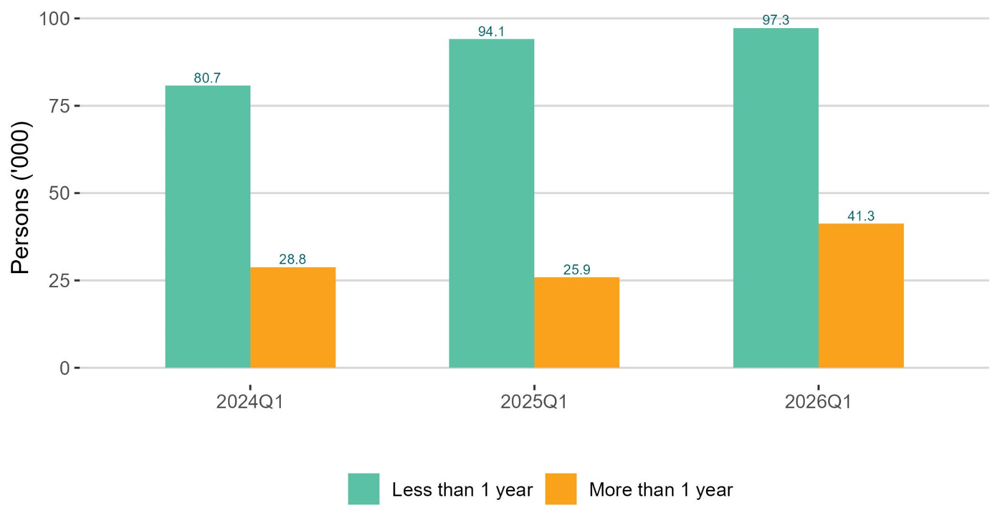 Persons ('000)
100
75
50
25
0
80.7
28.8
94.1
25.9
97.3
41.3
2024Q1
2025Q1
2026Q1
Less than 1 year
More than 1 year